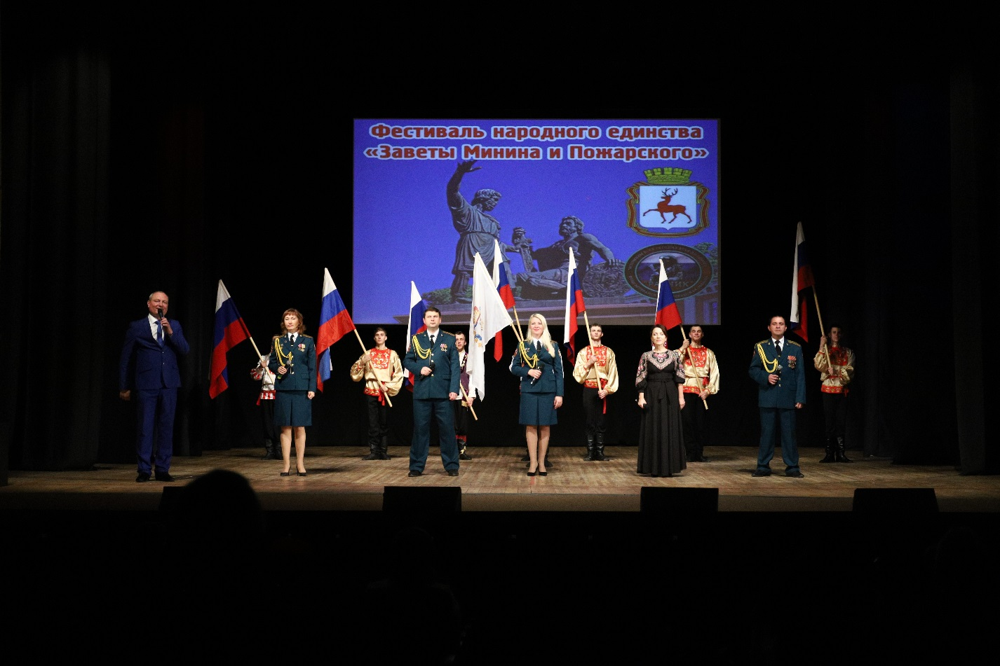 Фестиваль народного единства
«Заветы Минина и Пожарского»